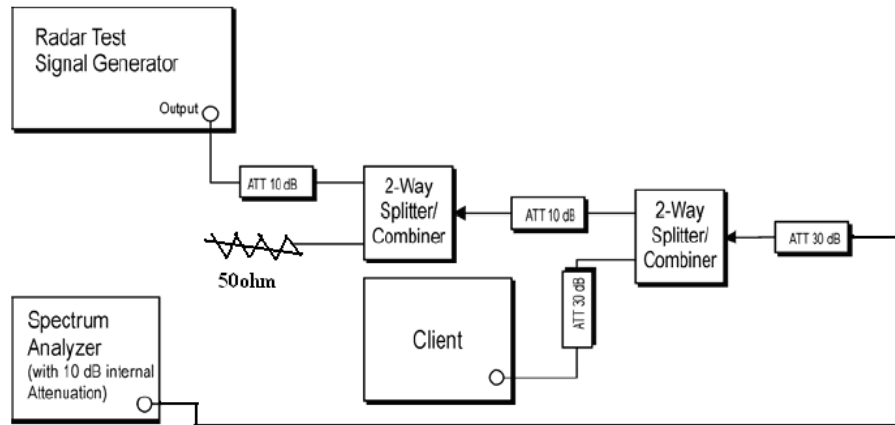 Radar Test
Signal Generator
Output
ATT 10 dB
2-Way
Splitter/
Combiner
ATT 10 dB
2-Way
Splitter/
Combiner
ATT 30 dB
50ohm
ATT 30 dB
Client
Spectrum
Analyzer
(with 10 dB internal
Attenuation)